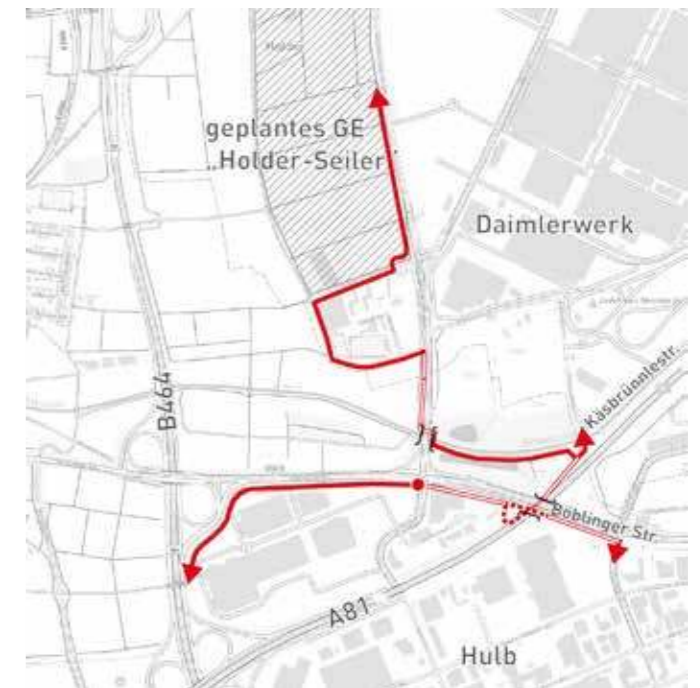 geplantes GE
„Holder-Seiler“
Daimlerwerk
Käsbrünnlestr.
B464
Böblinger Str.
A81
Hulb